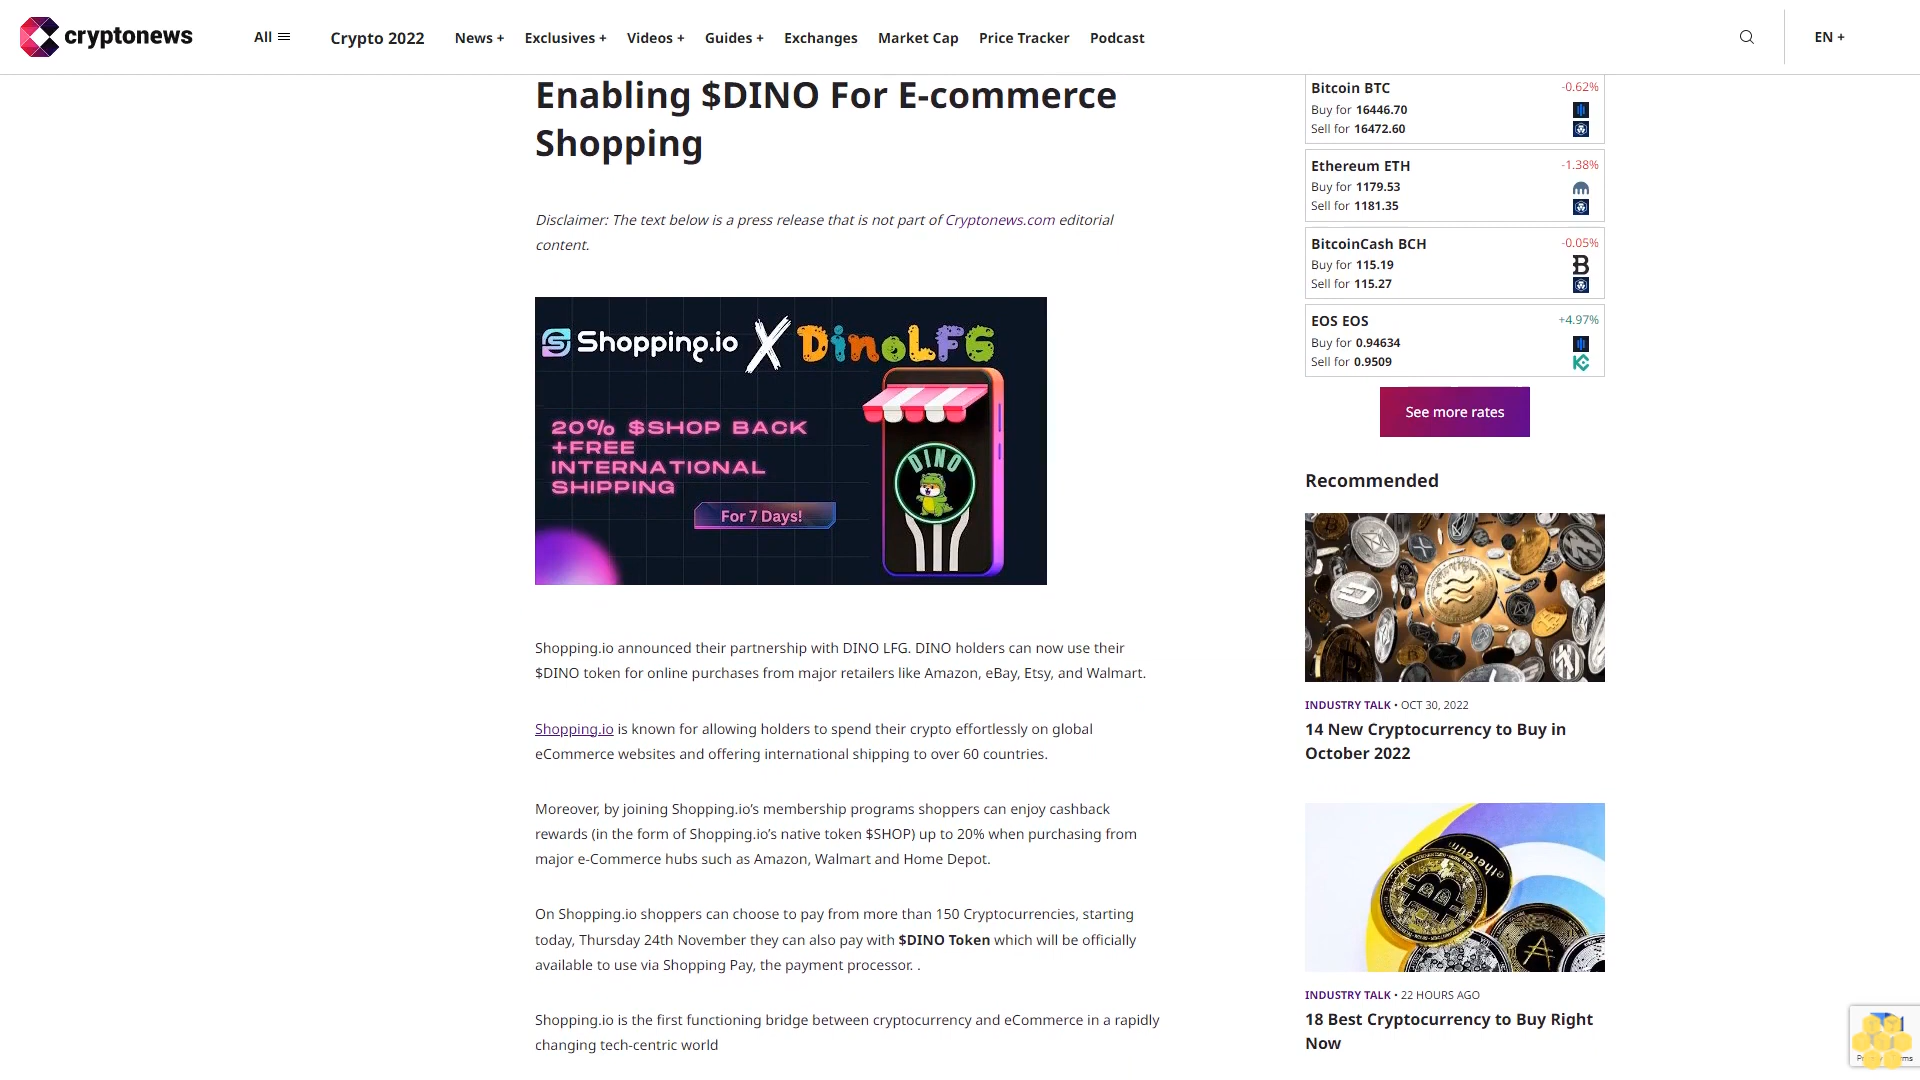 cryptonews
All
Crypto 2022
News +
Exclusives +
Videos +
Guides +
Exchanges
Market Cap
Price Tracker
Podcast
EN +
Enabling $DINO For E-commerce
Shopping
Disclaimer: The text below is a press release that is not part of Cryptonews.com editorial
content.
Shopping.io X DinoLFG
20% $SHOP BACK
+FREE
INTERNATIONAL
SHIPPING
For 7 Days!
DINO
Shopping.io announced their partnership with DINO LFG. DINO holders can now use their
$DINO token for online purchases from major retailers like Amazon, eBay, Etsy, and Walmart.
Shopping.io is known for allowing holders to spend their crypto effortlessly on global
eCommerce websites and offering international shipping to over 60 countries.
Moreover, by joining Shopping.io’s membership programs shoppers can enjoy cashback
rewards (in the form of Shopping.io’s native token $SHOP) up to 20% when purchasing from
major e-Commerce hubs such as Amazon, Walmart and Home Depot.
On Shopping.io shoppers can choose to pay from more than 150 Cryptocurrencies, starting
today, Thursday 24th November they can also pay with $DINO Token which will be officially
available to use via Shopping Pay, the payment processor. .
Shopping.io is the first functioning bridge between cryptocurrency and eCommerce in a rapidly
changing tech-centric world
Bitcoin BTC
-0.62%
Buy for 16446.70
Sell for 16472.60
Ethereum ETH
-1.38%
Buy for 1179.53
Sell for 1181.35
BitcoinCash BCH
-0.05%
Buy for 115.19
Sell for 115.27
EOS EOS
+4.97%
Buy for 0.94634
Sell for 0.9509
See more rates
Recommended
INDUSTRY TALK • OCT 30, 2022
14 New Cryptocurrency to Buy in
October 2022
ethereum
INDUSTRY TALK • 22 HOURS AGO
18 Best Cryptocurrency to Buy Right
Now